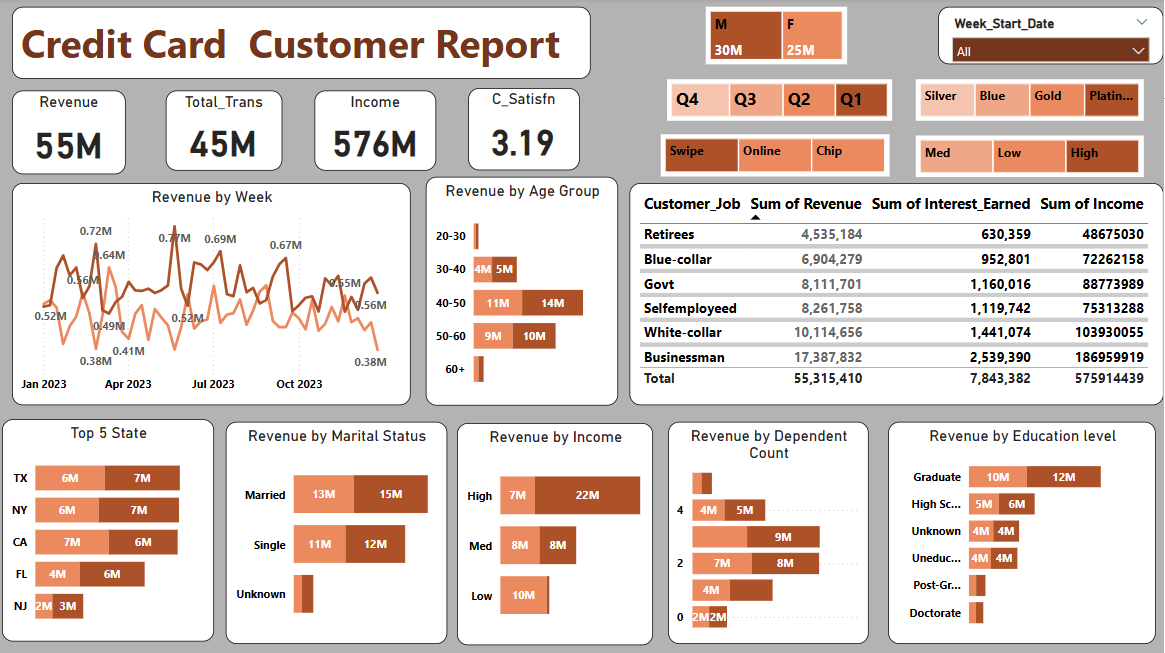 Credit Card Customer Report
M
30M
F
25M
Week_Start_Date
All
Revenue
55M
Total_Trans
45M
Income
576M
C_Satisfn
3.19
Q4 Q3 Q2 Q1
Silver Blue Gold Platin...
Swipe Online Chip
Med Low High
Revenue by Week
0.72M
0.77M
0.69M
0.67M
0.64M
0.56M
0.52M
0.49M
0.38M
0.41M
0.52M
0.55M
0.56M
0.38M
Jan 2023 Apr 2023 Jul 2023 Oct 2023
Revenue by Age Group
20-30
30-40 4M 5M
40-50 11M 14M
50-60 9M 10M
60+
Customer_Job Sum of Revenue Sum of Interest_Earned Sum of Income
Retirees 4,535,184 630,359 48675030
Blue-collar 6,904,279 952,801 72262158
Govt 8,111,701 1,160,016 88773989
Selfemployeed 8,261,758 1,119,742 75313288
White-collar 10,114,656 1,441,074 103930055
Businessman 17,387,832 2,539,390 186959919
Total 55,315,410 7,843,382 575914439
Top 5 State
TX 6M 7M
NY 6M 7M
CA 7M 6M
FL 4M 6M
NJ 2M 3M
Revenue by Marital Status
Married 13M 15M
Single 11M 12M
Unknown
Revenue by Income
High 7M 22M
Med 8M 8M
Low 10M
Revenue by Dependent
Count
4 4M 5M
9M
2 7M 8M
4M
0 2M 2M
Revenue by Education level
Graduate 10M 12M
High Sc... 5M 6M
Unknown 4M 4M
Uneduc... 4M 4M
Post-Gr...
Doctorate